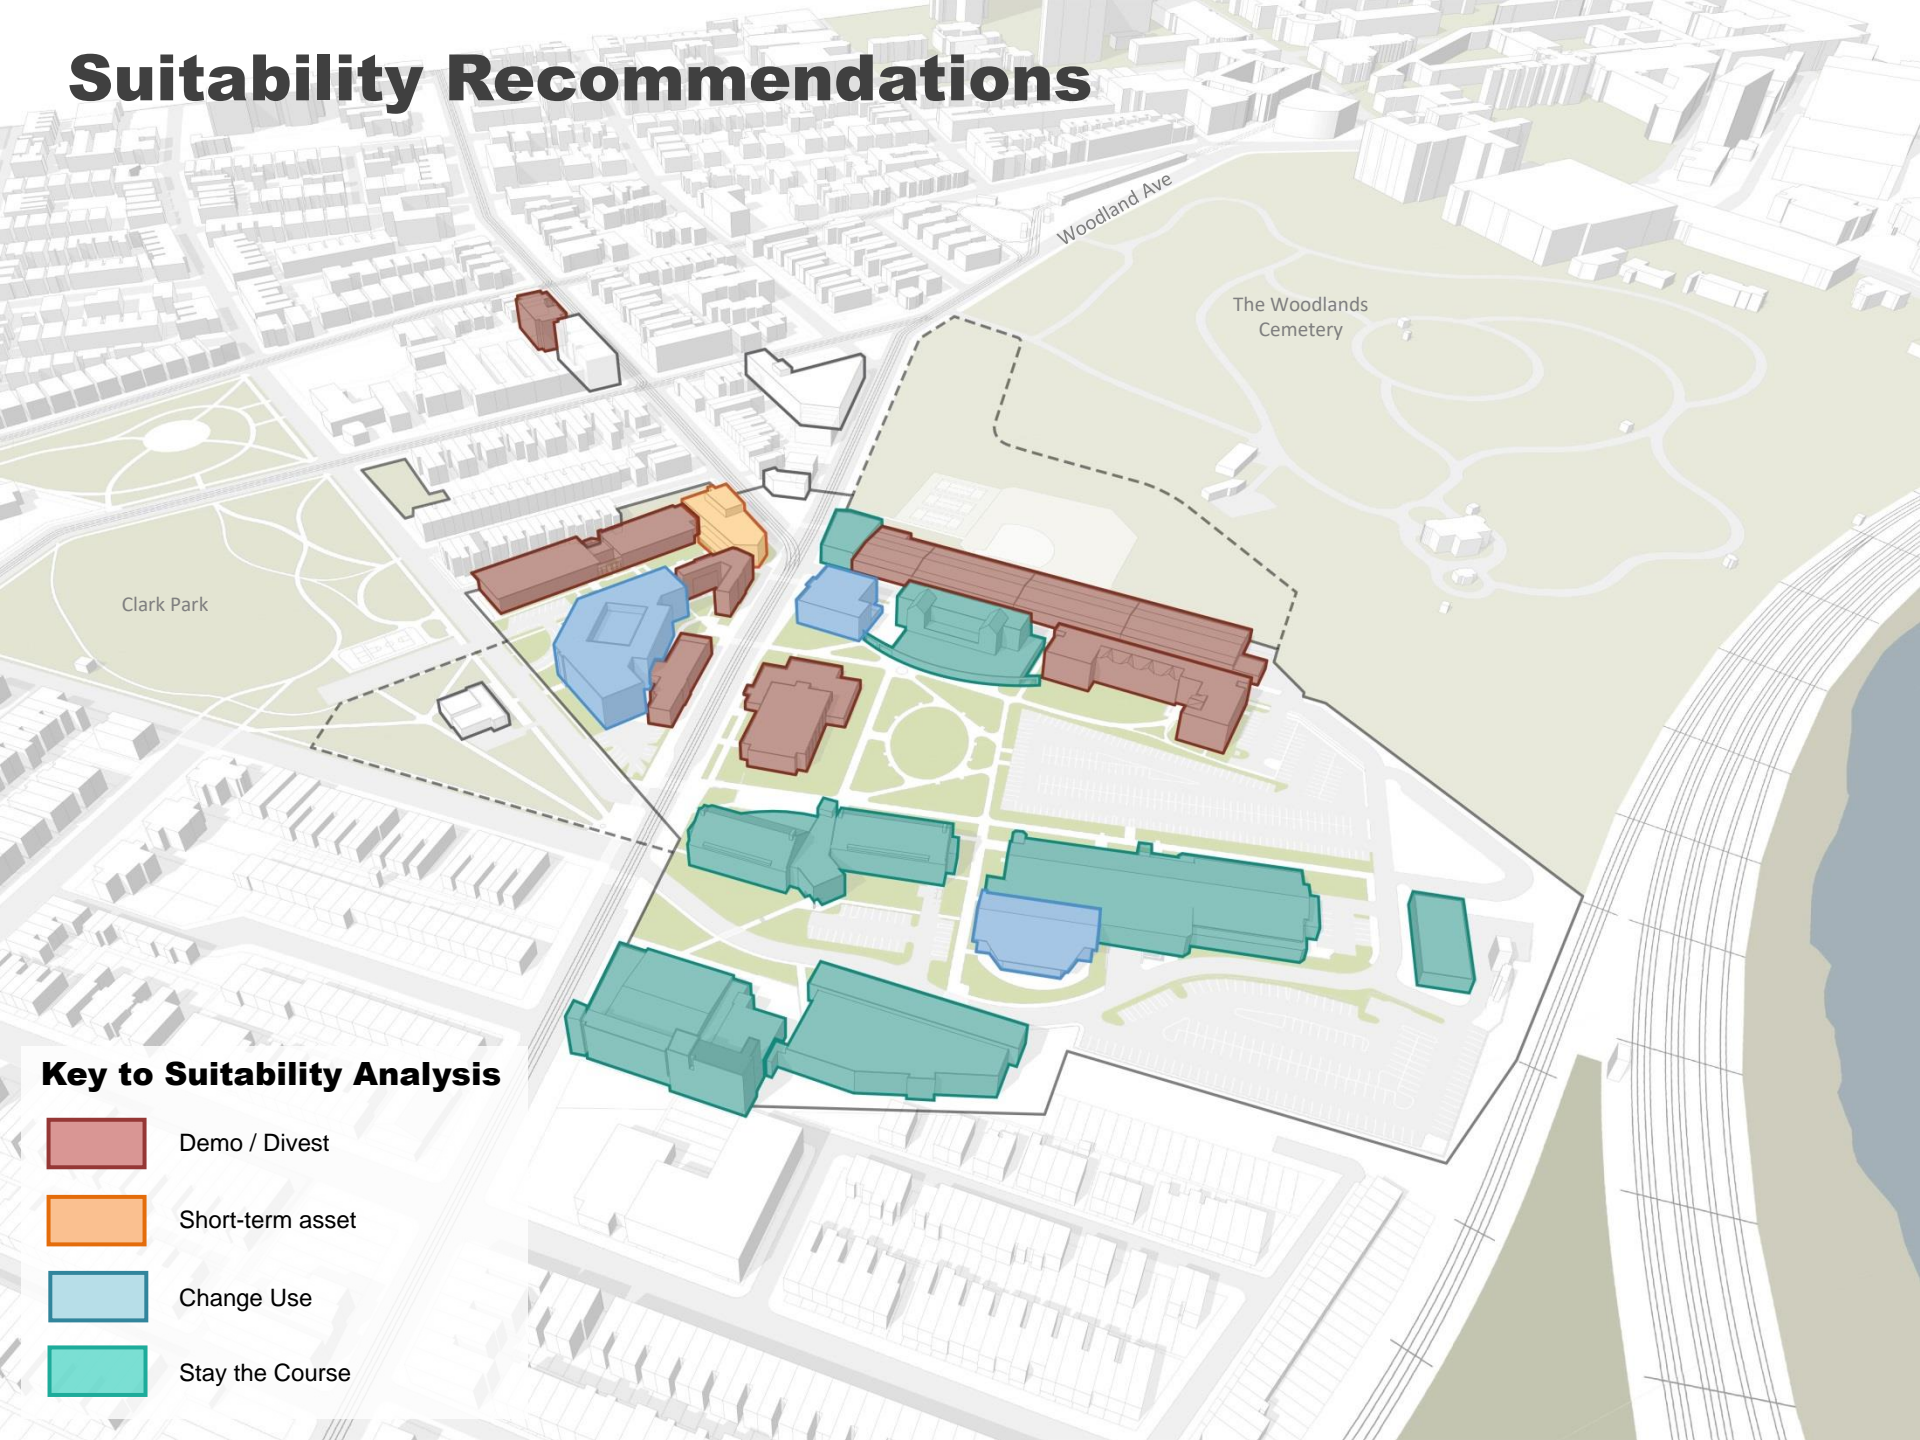 Suitability Recommendations
Woodland Ave
The Woodlands
Cemetery
Clark Park
Key to Suitability Analysis
Demo / Divest
Short-term asset
Change Use
Stay the Course